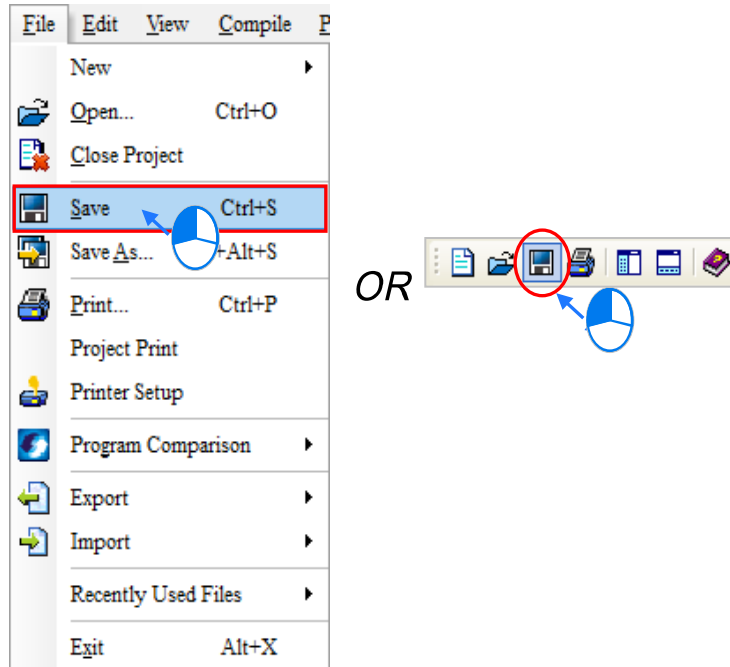 File Edit View Compile P
New
Open... Ctrl+O
Close Project
Save Ctrl+S
Save As... +Alt+S
OR
Print... Ctrl+P
Project Print
Printer Setup
Program Comparison
Export
Import
Recently Used Files
Exit Alt+X